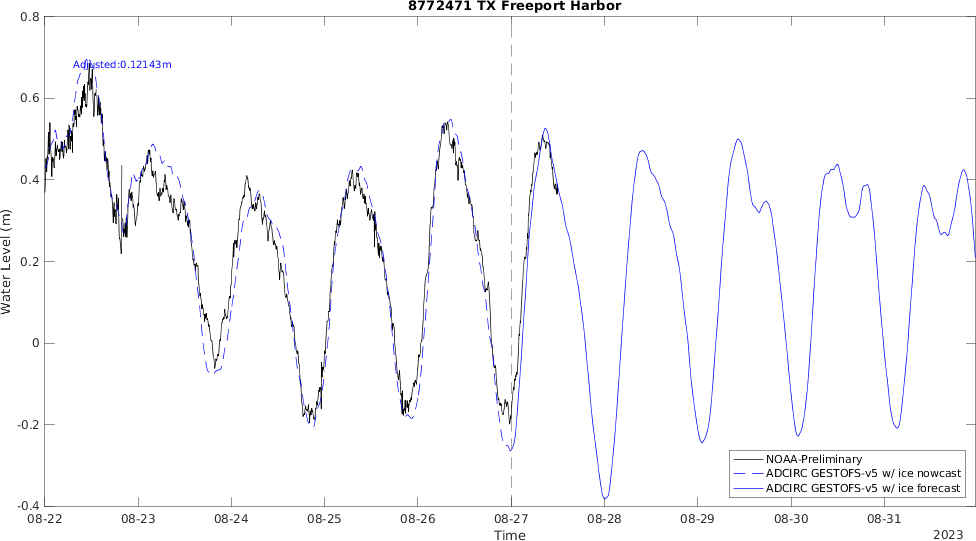 8772471 TX Freeport Harbor
Adjusted:0.12143m
0.8
0.6
0.4
0.2
0
-0.2
-0.4
Water Level (m)
08-22 08-23 08-24 08-25 08-26 08-27 08-28 08-29 08-30 08-31
Time
2023
NOAA-Preliminary
ADCIRC GESTOFS-v5 w/ ice nowcast
ADCIRC GESTOFS-v5 w/ ice forecast